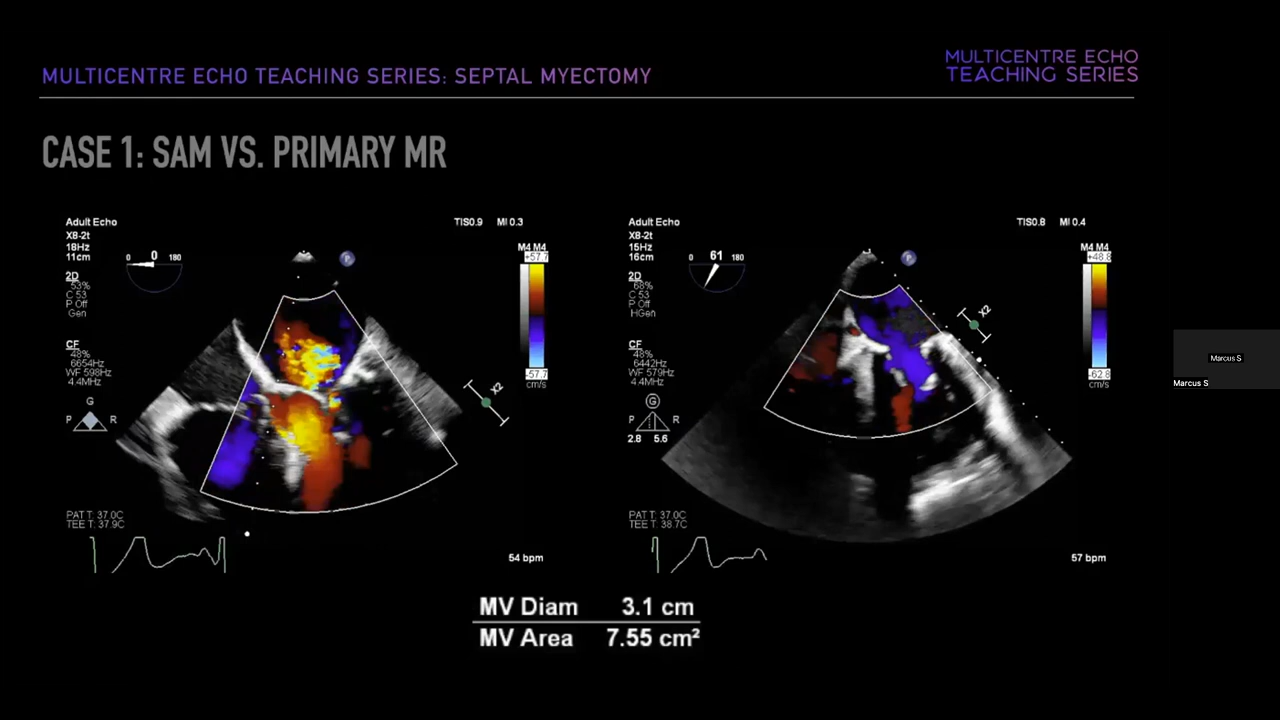 MULTICENTRE ECHO TEACHING SERIES: SEPTAL MYECTOMY
MULTICENTRE ECHO
TEACHING SERIES
CASE 1: SAM VS. PRIMARY MR
Adult Echo
X8-2t
18Hz
11cm
2D
53%
C 53
P Off
Gen
CF
48%
6654Hz
WF 598Hz
4.4MHz
G
P R
0 0 180
P
TIS0.9 MI 0.3
M4 M4
+57.7
-57.7
cm/s
X2
PAT T: 37.0C
TEE T: 37.9C
54 bpm
Adult Echo
X8-2t
15Hz
16cm
2D
68%
C 53
P Off
HGen
CF
48%
6442Hz
WF 579Hz
4.4MHz
G
P R
2.8 5.6
0 61 180
P
TIS0.8 MI 0.4
M4 M4
+48.8
-62.8
cm/s
X2
PAT T: 37.0C
TEE T: 38.7C
57 bpm
MV Diam 3.1 cm
MV Area 7.55 cm²
Marcus S
Marcus S